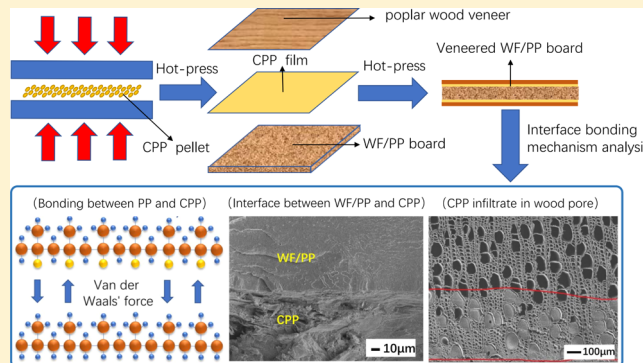 poplar wood veneer
CPP film
Hot-press
Hot-press
Veneered WF/PP board
CPP pellet
WF/PP board
Interface bonding
mechanism analysis
(Bonding between PP and CPP)
(Interface between WF/PP and CPP)
(CPP infiltrate in wood pore)
Van der
Waals' force
WF/PP
CPP
10μm
100μm